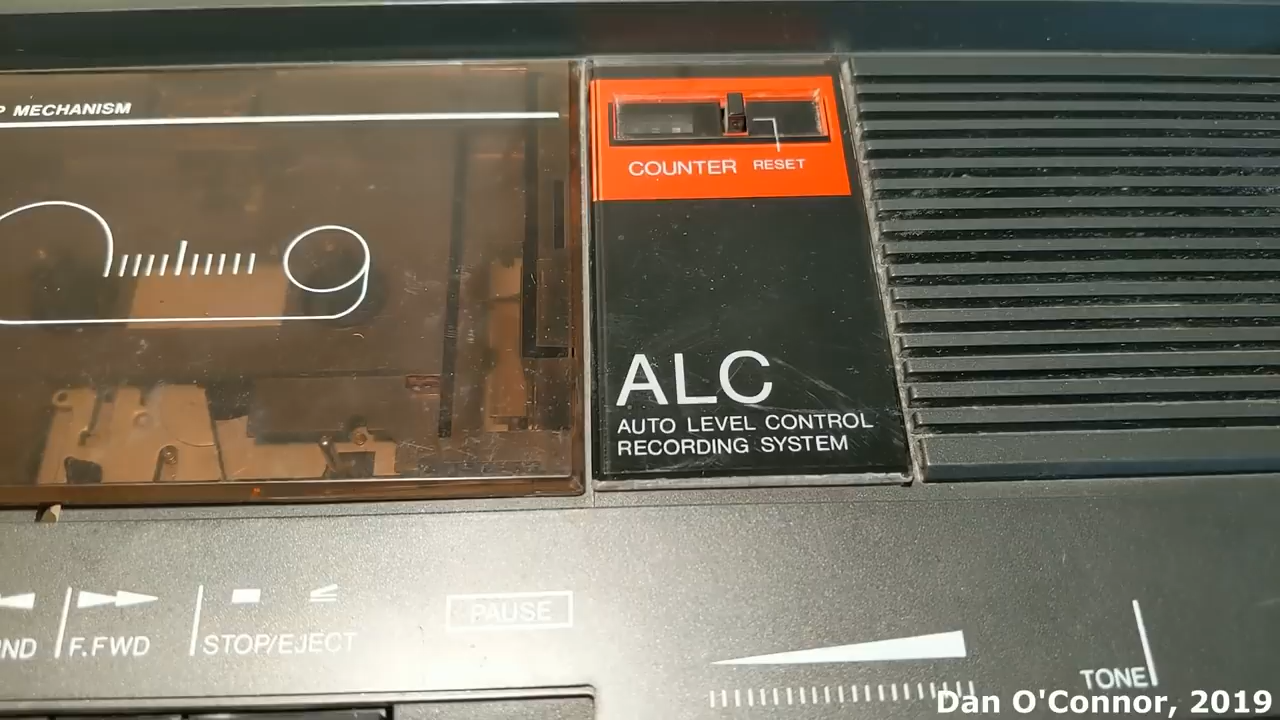 MECHANISM
COUNTER RESET
ALC
AUTO LEVEL CONTROL
RECORDING SYSTEM
F.FWD
STOP/EJECT
PAUSE
TONE
Dan O'Connor, 2019